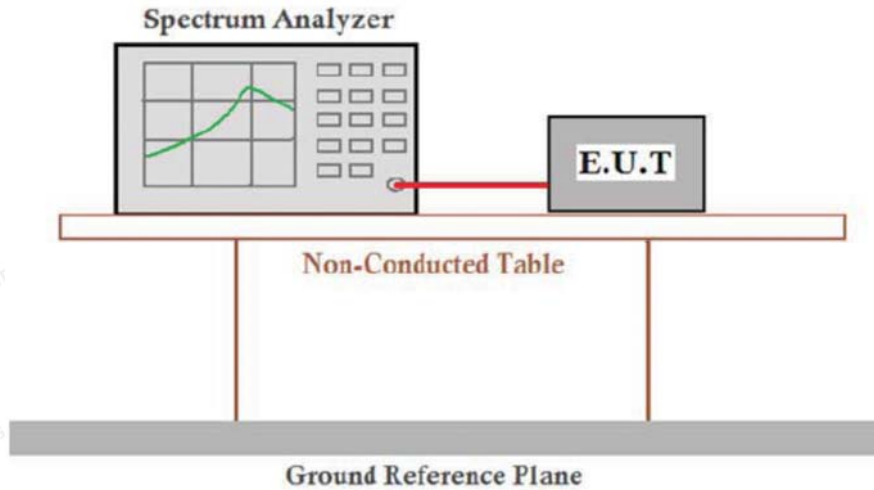 Spectrum Analyzer
E.U.T
Non-Conducted Table
Ground Reference Plane